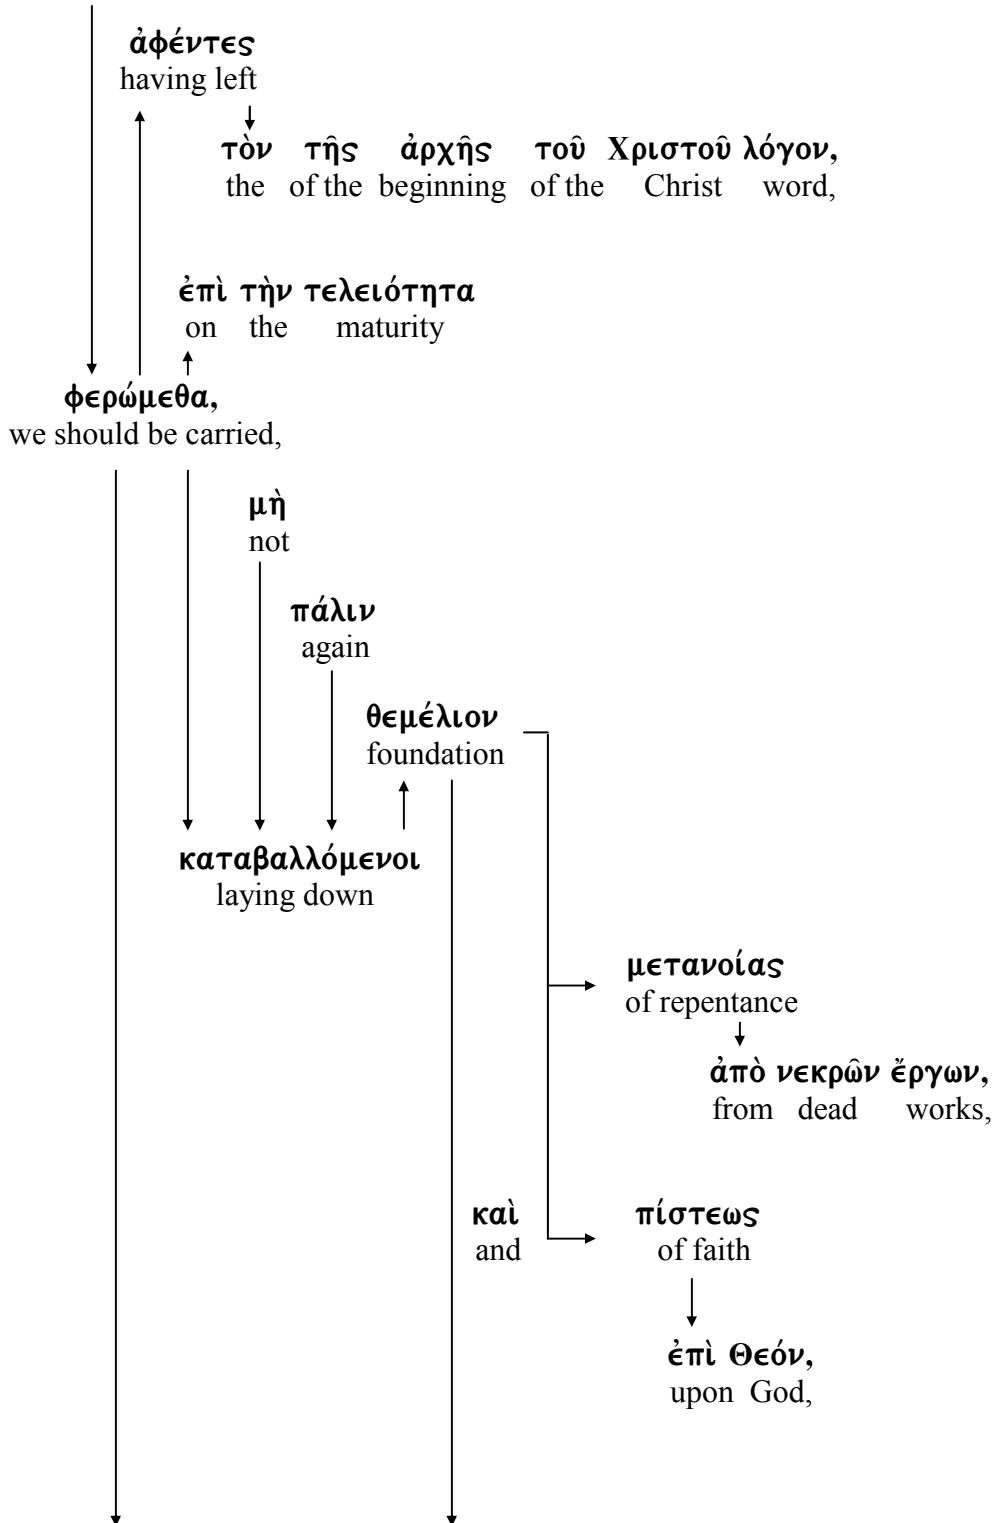 ἀφέντες
having left
τὸν τῆς ἀρχῆς τοῦ Χριστοῦ λόγον,
the of the beginning of the Christ word,
ἐπὶ τὴν τελειότητα
on the maturity
φερώμεθα,
we should be carried,
μὴ
not
πάλιν
again
θεμέλιον
foundation
καταβαλλόμενοι
laying down
μετανοίας
of repentance
ἀπὸ νεκρῶν ἔργων,
from dead works,
καὶ πίστεως
and of faith
ἐπὶ Θεόν,
upon God,